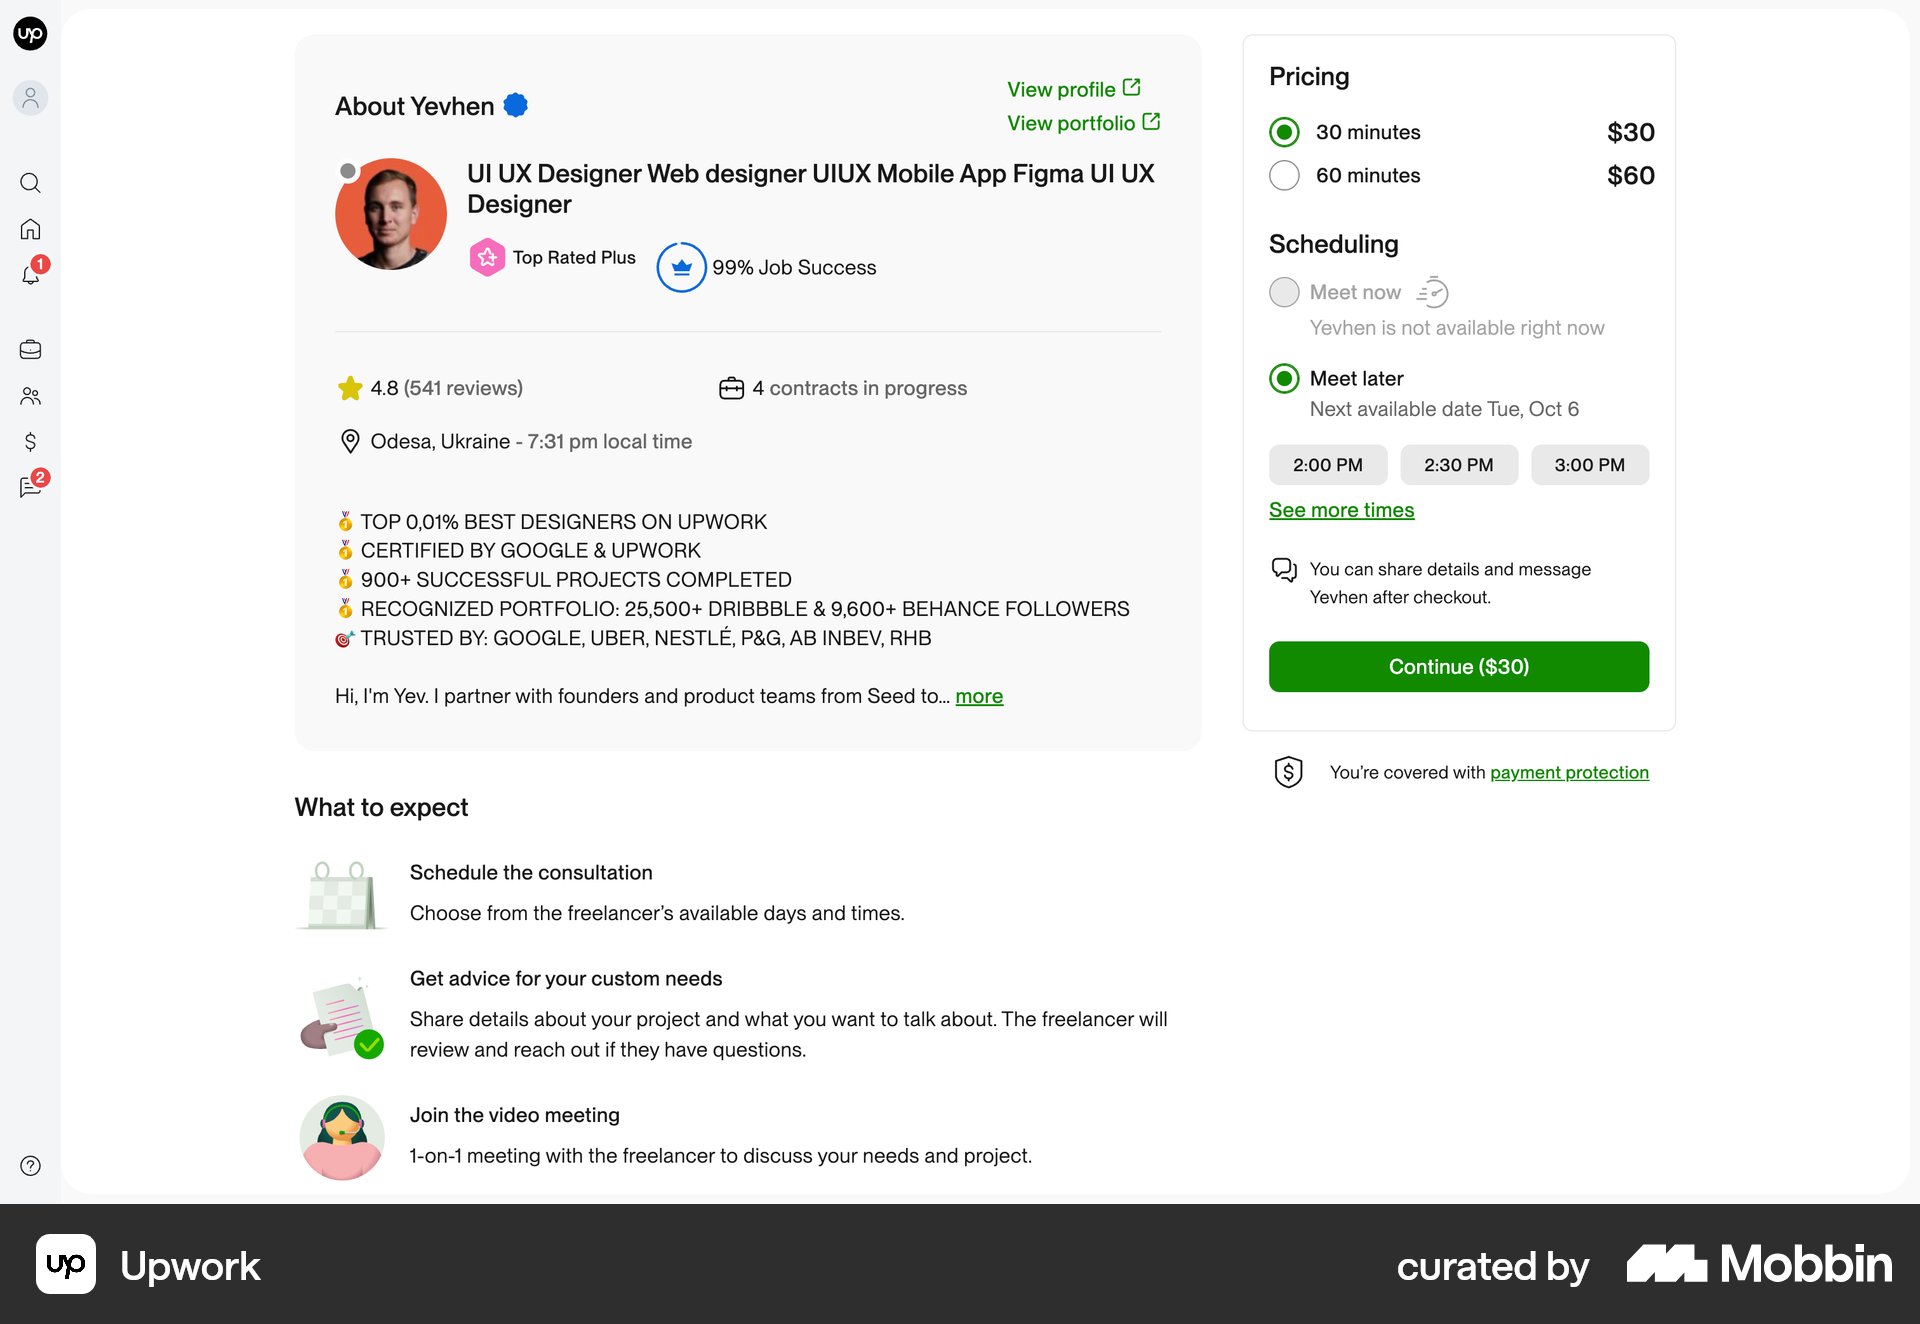 up
1
2
About Yevhen
View profile
View portfolio
UI UX Designer Web designer UIUX Mobile App Figma UI UX
Designer
Top Rated Plus
99% Job Success
4.8 (541 reviews)
4 contracts in progress
Odesa, Ukraine - 7:31 pm local time
🥇 TOP 0,01% BEST DESIGNERS ON UPWORK
🥇 CERTIFIED BY GOOGLE & UPWORK
🥇 900+ SUCCESSFUL PROJECTS COMPLETED
🥇 RECOGNIZED PORTFOLIO: 25,500+ DRIBBBLE & 9,600+ BEHANCE FOLLOWERS
🎯 TRUSTED BY: GOOGLE, UBER, NESTLÉ, P&G, AB INBEV, RHB
Hi, I'm Yev. I partner with founders and product teams from Seed to... more
Pricing
30 minutes $30
60 minutes $60
Scheduling
Meet now
Yevhen is not available right now
Meet later
Next available date Tue, Oct 6
2:00 PM 2:30 PM 3:00 PM
See more times
You can share details and message
Yevhen after checkout.
Continue ($30)
You're covered with payment protection
What to expect
Schedule the consultation
Choose from the freelancer's available days and times.
Get advice for your custom needs
Share details about your project and what you want to talk about. The freelancer will
review and reach out if they have questions.
Join the video meeting
1-on-1 meeting with the freelancer to discuss your needs and project.
up Upwork
curated by Mobbin